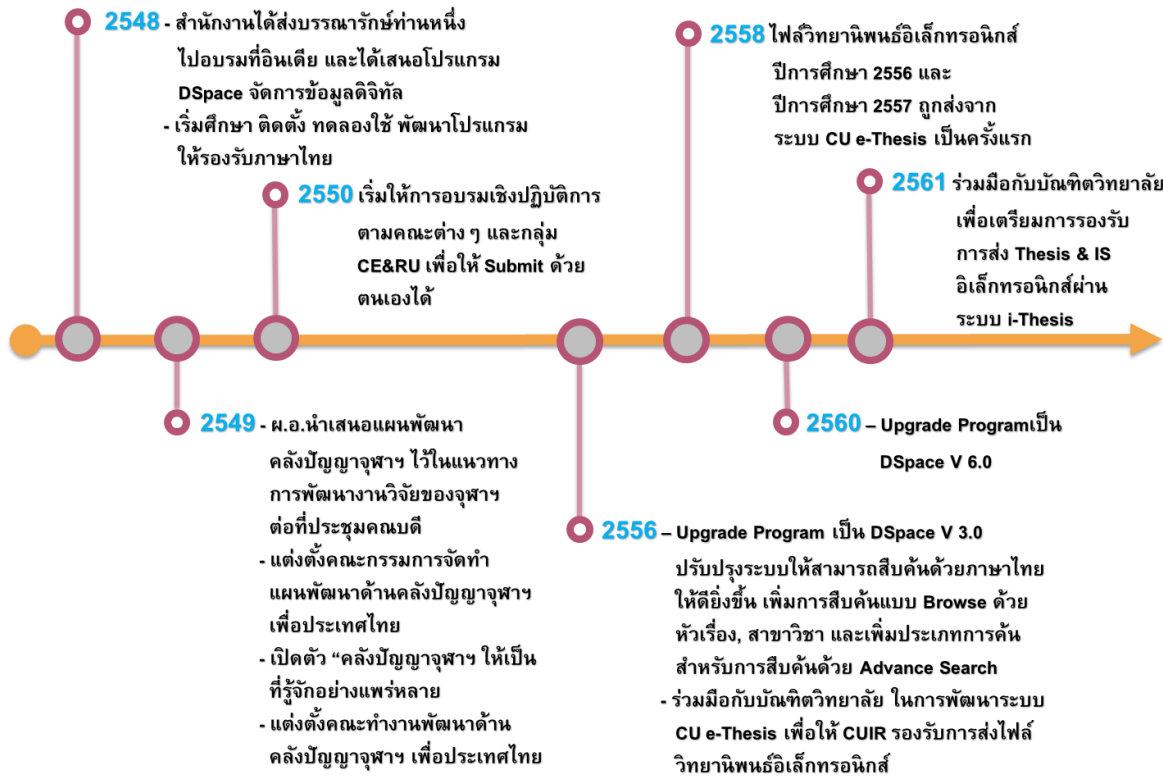 2548 - สำนักงานได้ส่งบรรณารักษ์ท่านหนึ่ง
ไปอบรมที่อินเดีย และได้เสนอโปรแกรม
DSpace จัดการข้อมูลดิจิทัล
- เริ่มศึกษา ติดตั้ง ทดลองใช้ พัฒนาโปรแกรม
ให้รองรับภาษาไทย
2549 - ผ.อ.นำเสนอแผนพัฒนา
คลังปัญญาจุฬาฯ ไว้ในแนวทาง
การพัฒนางานวิจัยของจุฬาฯ
ต่อที่ประชุมคณบดี
- แต่งตั้งคณะกรรมการจัดทำ
แผนพัฒนาด้านคลังปัญญาจุฬาฯ
เพื่อประเทศไทย
- เปิดตัว “คลังปัญญาจุฬาฯ ให้เป็น
ที่รู้จักอย่างแพร่หลาย
- แต่งตั้งคณะทำงานพัฒนาด้าน
คลังปัญญาจุฬาฯ เพื่อประเทศไทย
2550 เริ่มให้การอบรมเชิงปฏิบัติการ
ตามคณะต่าง ๆ และกลุ่ม
CE&RU เพื่อให้ Submit ด้วย
ตนเองได้
2556 – Upgrade Program เป็น DSpace V 3.0
ปรับปรุงระบบให้สามารถสืบค้นด้วยภาษาไทย
ให้ดียิ่งขึ้น เพิ่มการสืบค้นแบบ Browse ด้วย
หัวเรื่อง, สาขาวิชา และเพิ่มประเภทการค้น
สำหรับการสืบค้นด้วย Advance Search
- ร่วมมือกับบัณฑิตวิทยาลัย ในการพัฒนาระบบ
CU e-Thesis เพื่อให้ CUIR รองรับการส่งไฟล์
วิทยานิพนธ์อิเล็กทรอนิกส์
2558 ไฟล์วิทยานิพนธ์อิเล็กทรอนิกส์
ปีการศึกษา 2556 และ
ปีการศึกษา 2557 ถูกส่งจาก
ระบบ CU e-Thesis เป็นครั้งแรก
2560 – Upgrade Programเป็น
DSpace V 6.0
2561 ร่วมมือกับบัณฑิตวิทยาลัย
เพื่อเตรียมการรองรับ
การส่ง Thesis & IS
อิเล็กทรอนิกส์ผ่าน
ระบบ i-Thesis